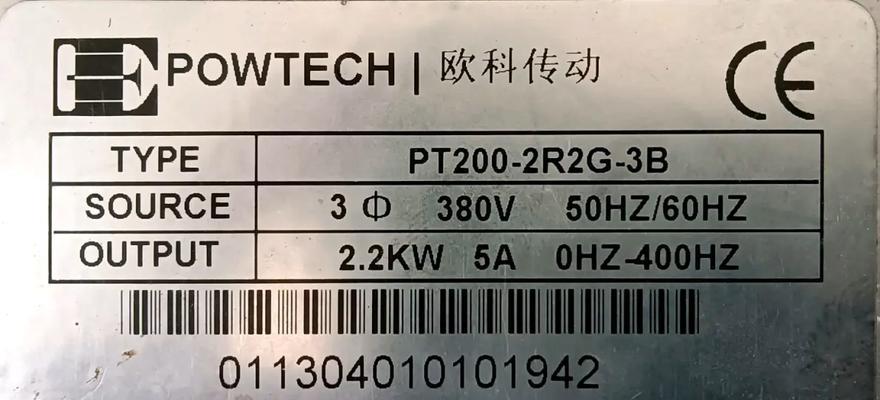 POWTECH | 欧科传动 CE
TYPE PT200-2R2G-3B
SOURCE 3 Φ 380V 50HZ/60HZ
OUTPUT 2.2KW 5A 0HZ-400HZ
011304010101942